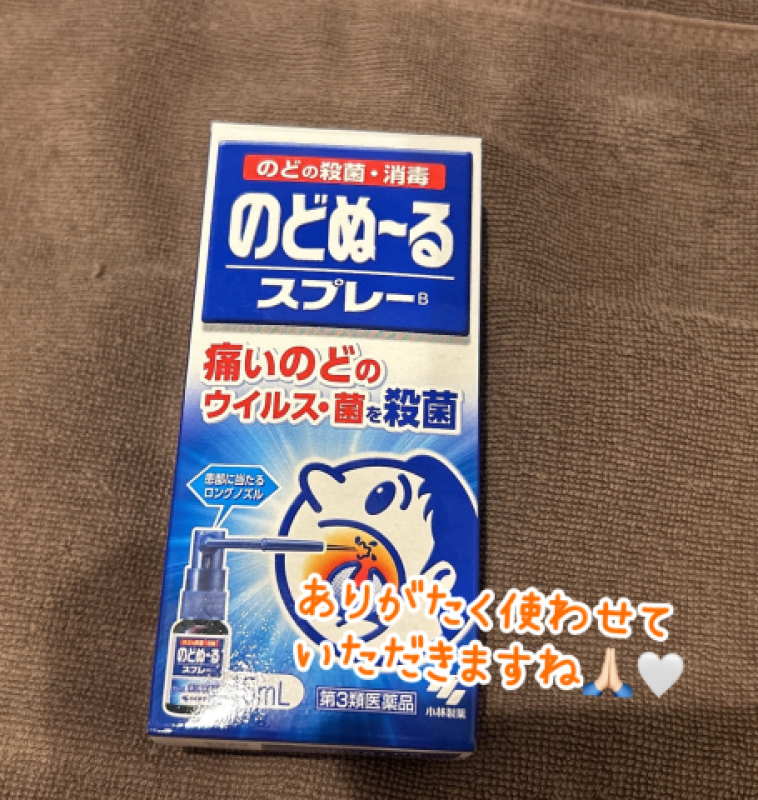 のどの殺菌・消毒
のどぬ〜る
スプレーB
痛いのどの
ウイルス・菌を殺菌
患部に当たる
ロングノズル
のどぬ〜る
スプレー
mL
第3類医薬品
小林製薬
ありがたく使わせて
いただきますね🙏🏻🤍